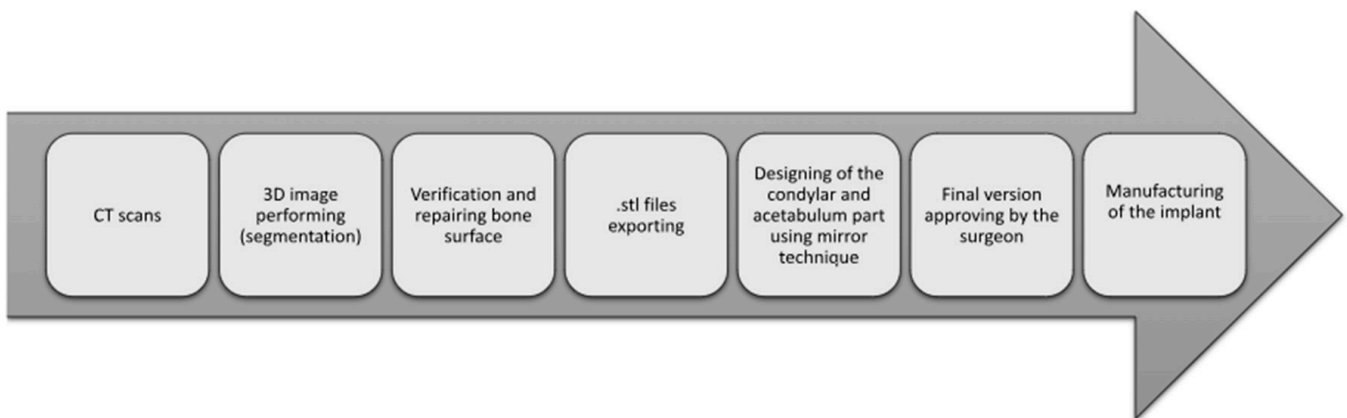 CT scans
3D image
performing
(segmentation)
Verification and
repairing bone
surface
.stl files
exporting
Designing of the
condylar and
acetabulum part
using mirror
technique
Final version
approving by the
surgeon
Manufacturing
of the implant